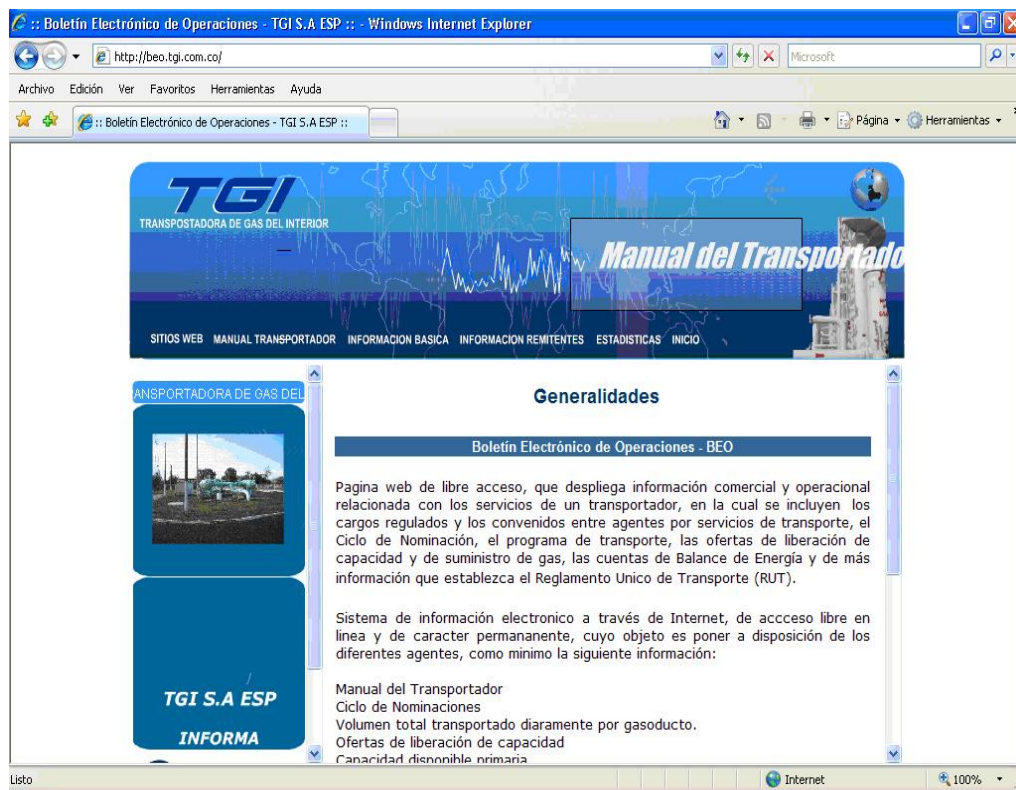 :: Boletín Electrónico de Operaciones - TGI S.A ESP :: - Windows Internet Explorer
http://beo.tgi.com.co/
Microsoft
Archivo Edición Ver Favoritos Herramientas Ayuda
:: Boletín Electrónico de Operaciones - TGI S.A ESP ::
Página Herramientas
TGI
TRANSPOSTADORA DE GAS DEL INTERIOR
Manual del Transportado
SITIOS WEB MANUAL TRANSPORTADOR INFORMACION BASICA INFORMACION REMITENTES ESTADISTICAS INICIO
ANSPORTADORA DE GAS DEL
Generalidades
Boletín Electrónico de Operaciones - BEO
Pagina web de libre acceso, que despliega información comercial y operacional
relacionada con los servicios de un transportador, en la cual se incluyen los
cargos regulados y los convenidos entre agentes por servicios de transporte, el
Ciclo de Nominación, el programa de transporte, las ofertas de liberación de
capacidad y de suministro de gas, las cuentas de Balance de Energía y de más
información que establezca el Reglamento Unico de Transporte (RUT).
Sistema de información electronico a través de Internet, de accceso libre en
linea y de caracter permananente, cuyo objeto es poner a disposición de los
diferentes agentes, como minimo la siguiente información:
Manual del Transportador
Ciclo de Nominaciones
Volumen total transportado diaramente por gasoducto.
Ofertas de liberación de capacidad
Capacidad disponible primaria
TGI S.A ESP
INFORMA
Listo
Internet
100%